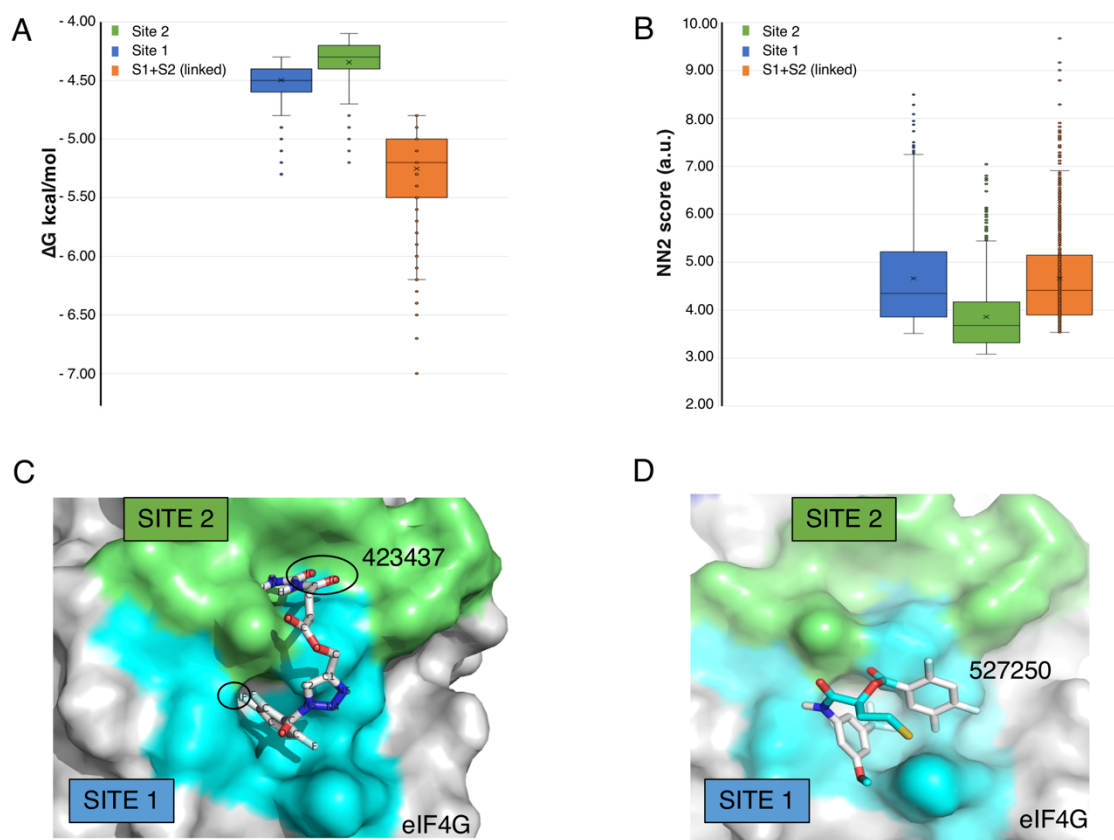 A
- 4.00
- 4.50
- 5.00
- 5.50
- 6.00
- 6.50
- 7.00
ΔG kcal/mol
Site 2
Site 1
S1+S2 (linked)
B
10.00
9.00
8.00
7.00
6.00
5.00
4.00
3.00
2.00
NN2 score (a.u.)
Site 2
Site 1
S1+S2 (linked)
C
SITE 2
423437
SITE 1
eIF4G
D
SITE 2
527250
SITE 1
eIF4G